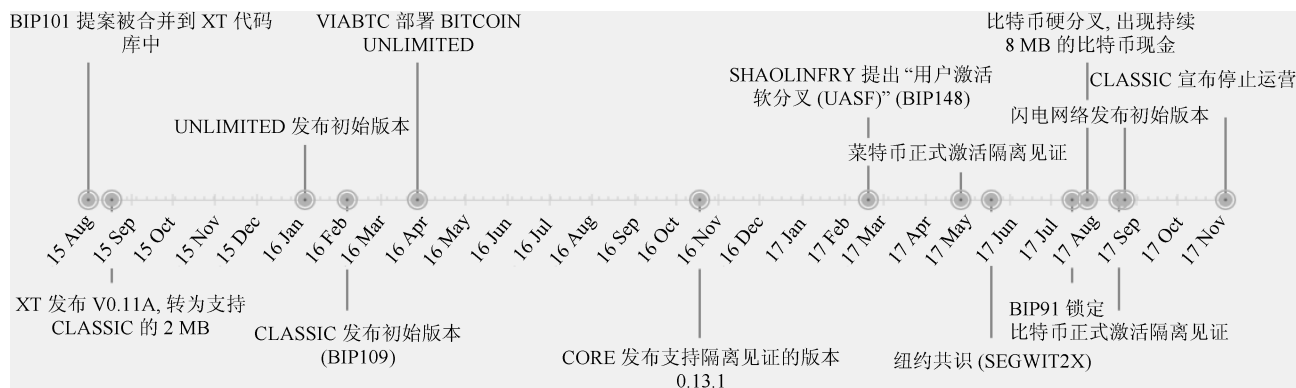 BIP101 提案被合并到 XT 代码
库中
VIABTC 部署 BITCOIN
UNLIMITED
比特币硬分叉, 出现持续
8 MB 的比特币现金
SHAOLINFRY 提出 “用户激活
软分叉 (UASF)” (BIP148)
CLASSIC 宣布停止运营
UNLIMITED 发布初始版本
闪电网络发布初始版本
莱特币正式激活隔离见证
15 Aug
15 Sep
15 Oct
15 Nov
15 Dec
16 Jan
16 Feb
16 Mar
16 Apr
16 May
16 Jun
16 Jul
16 Aug
16 Sep
16 Oct
16 Nov
16 Dec
17 Jan
17 Feb
17 Mar
17 Apr
17 May
17 Jun
17 Jul
17 Aug
17 Sep
17 Oct
17 Nov
XT 发布 V0.11A, 转为支持
CLASSIC 的 2 MB
CLASSIC 发布初始版本
(BIP109)
CORE 发布支持隔离见证的版本
0.13.1
纽约共识 (SEGWIT2X)
BIP91 锁定
比特币正式激活隔离见证